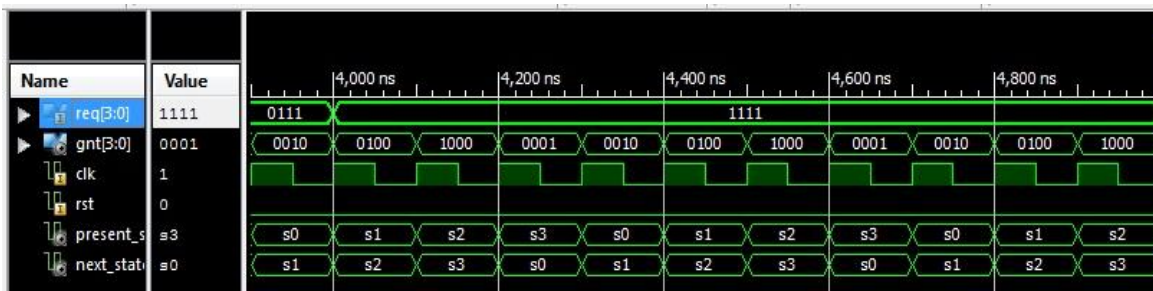 Name Value 4,000 ns 4,200 ns 4,400 ns 4,600 ns 4,800 ns
req[3:0] 1111 0111 1111
gnt[3:0] 0001 0010 0100 1000 0001 0010 0100 1000 0001 0010 0100 1000
clk 1
rst 0
present_s s3 s0 s1 s2 s3 s0 s1 s2 s3 s0 s1 s2
next_stat s0 s1 s2 s3 s0 s1 s2 s3 s0 s1 s2 s3